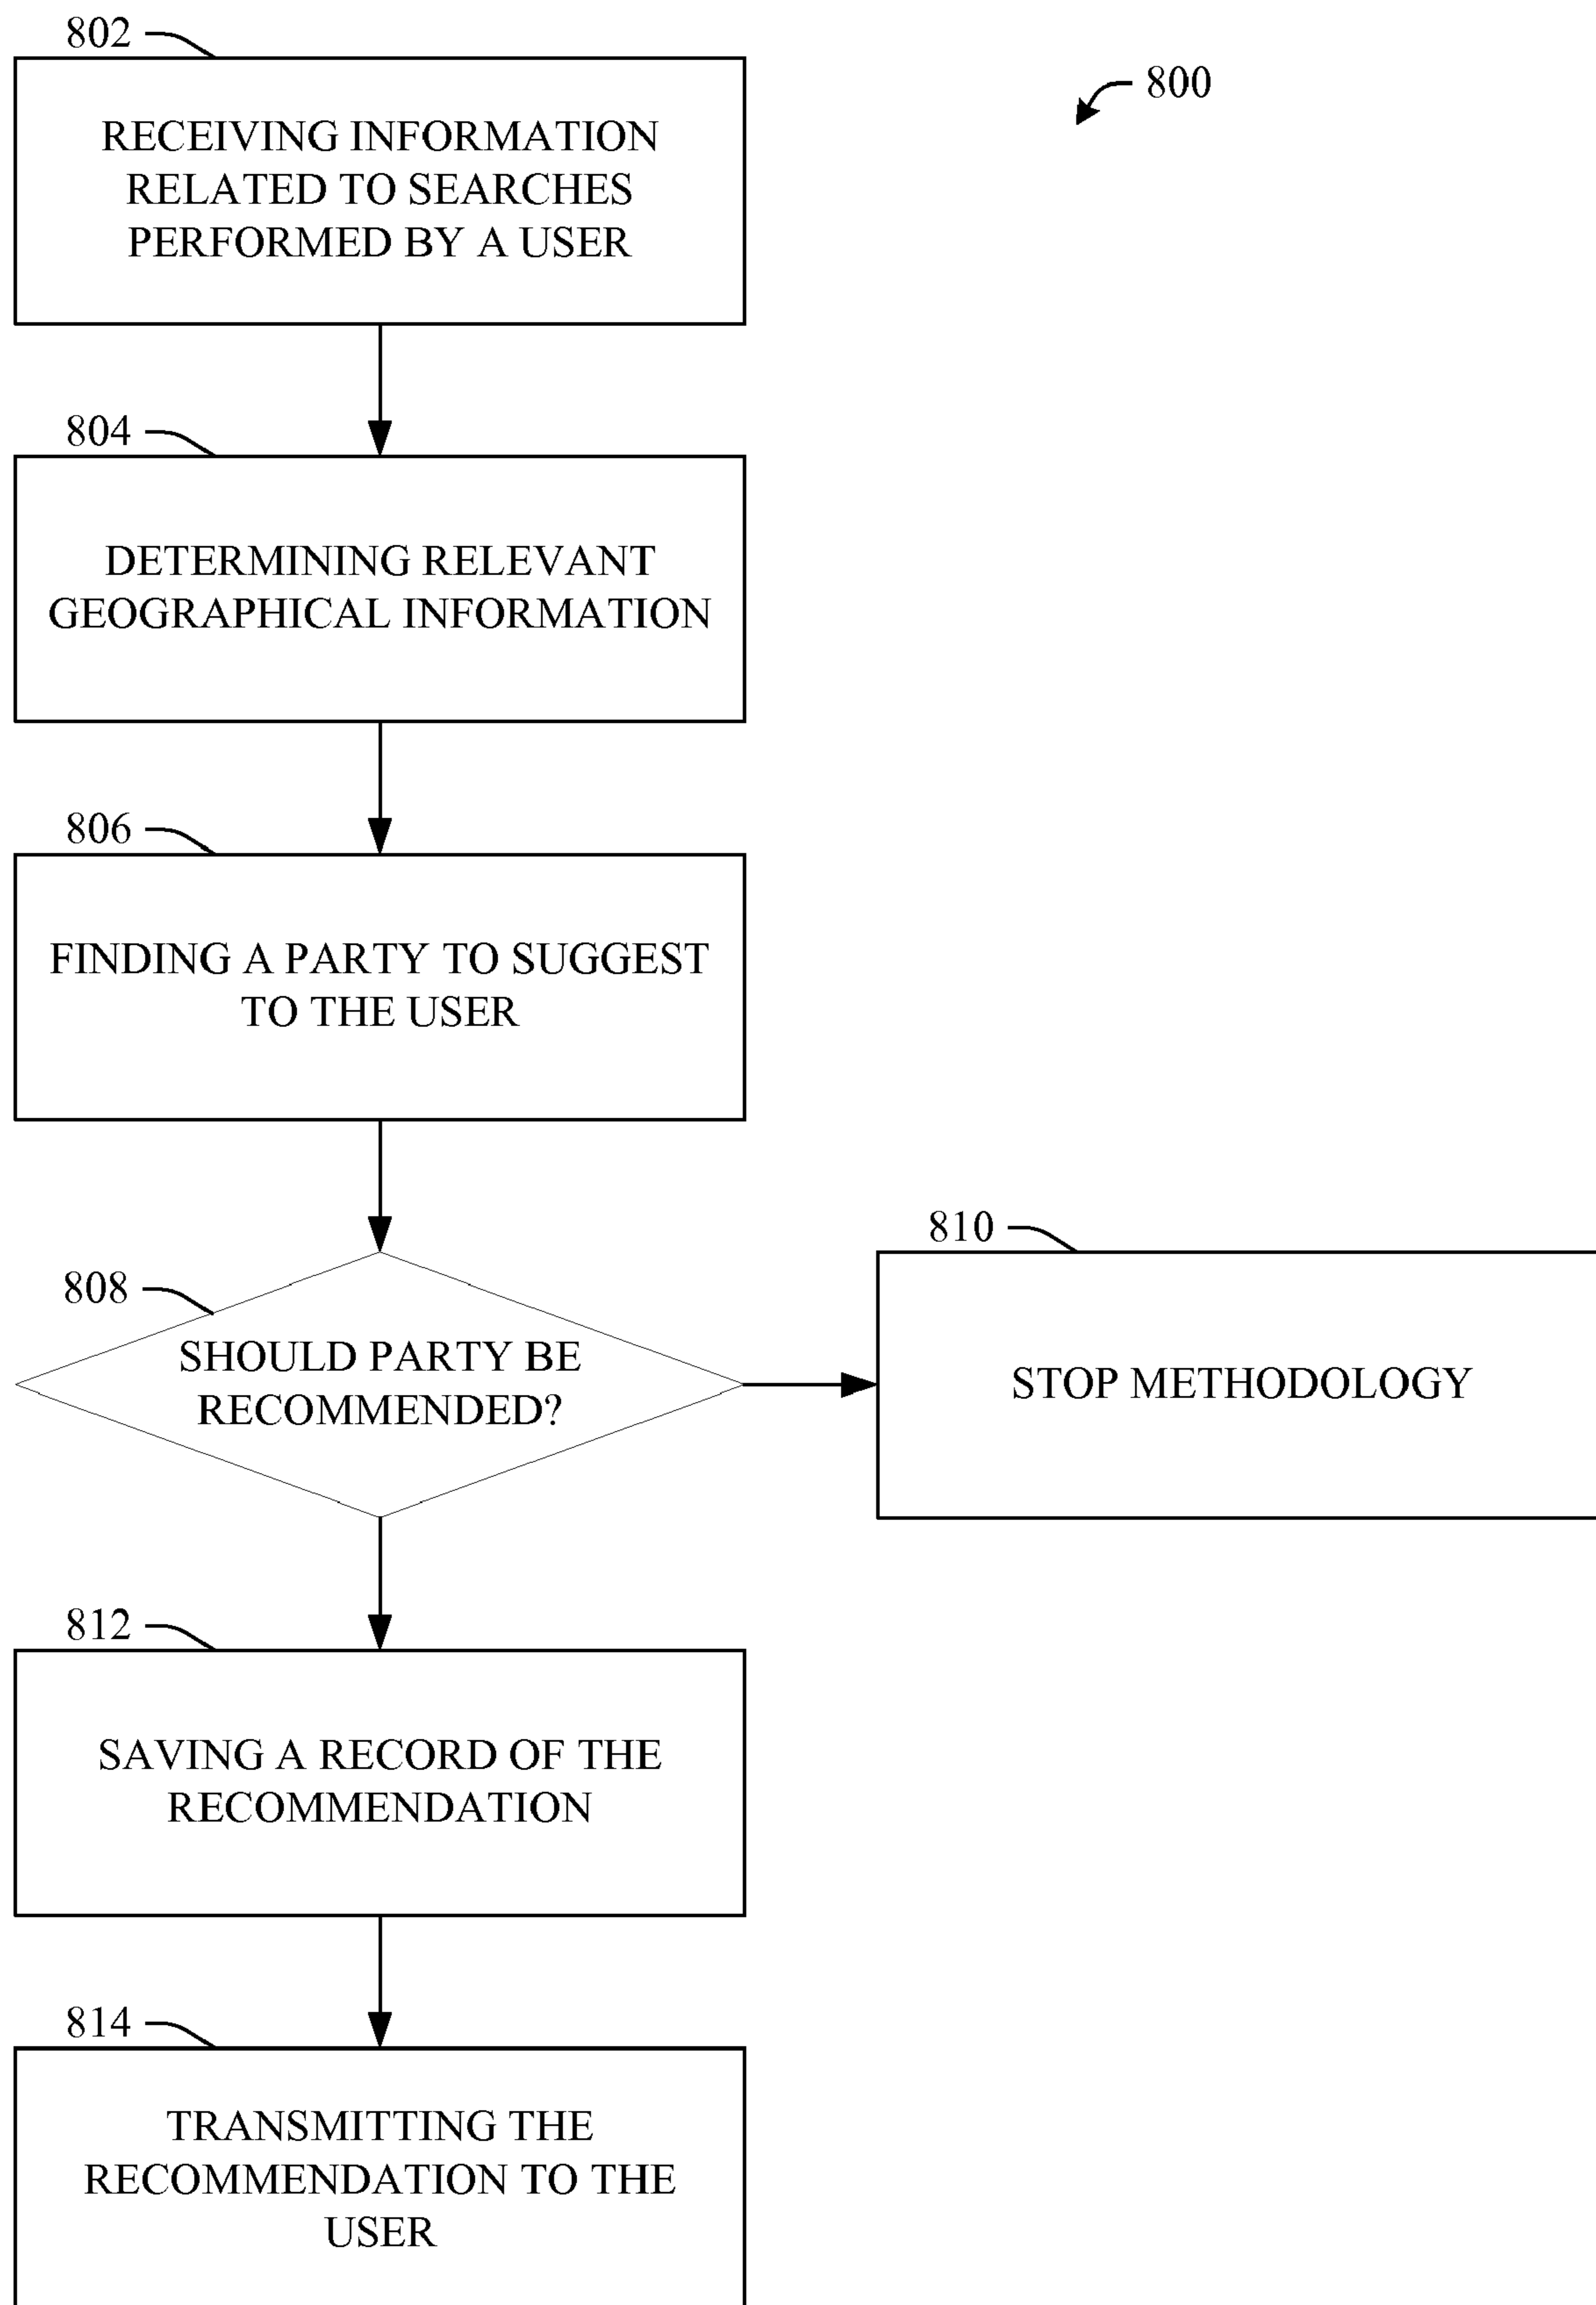 802
800
RECEIVING INFORMATION
RELATED TO SEARCHES
PERFORMED BY A USER
804
DETERMINING RELEVANT
GEOGRAPHICAL INFORMATION
806
FINDING A PARTY TO SUGGEST
TO THE USER
808
SHOULD PARTY BE
RECOMMENDED?
810
STOP METHODOLOGY
812
SAVING A RECORD OF THE
RECOMMENDATION
814
TRANSMITTING THE
RECOMMENDATION TO THE
USER